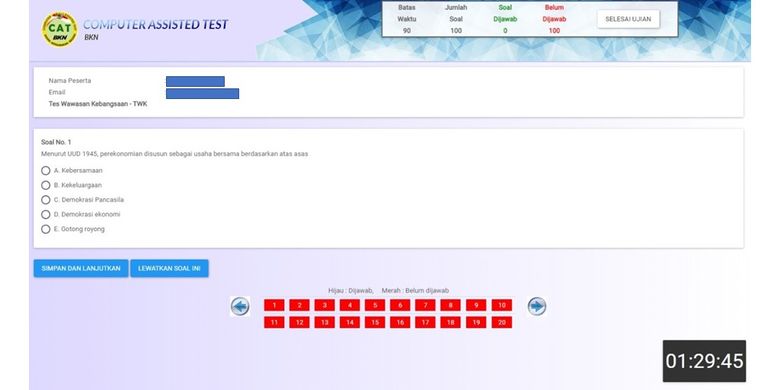 CAT
BKN
COMPUTER ASSISTED TEST
BKN
Batas Waktu
90
Jumlah Soal
100
Soal Dijawab
0
Belum Dijawab
100
SELESAI UJIAN
Nama Peserta
Email
Tes Wawasan Kebangsaan - TWK
Soal No. 1
Menurut UUD 1945, perekonomian disusun sebagai usaha bersama berdasarkan atas asas
A. Kebersamaan
B. Kekeluargaan
C. Demokrasi Pancasila
D. Demokrasi ekonomi
E. Gotong royong
SIMPAN DAN LANJUTKAN LEWATKAN SOAL INI
Hijau : Dijawab, Merah : Belum dijawab
1 2 3 4 5 6 7 8 9 10
11 12 13 14 15 16 17 18 19 20
01:29:45